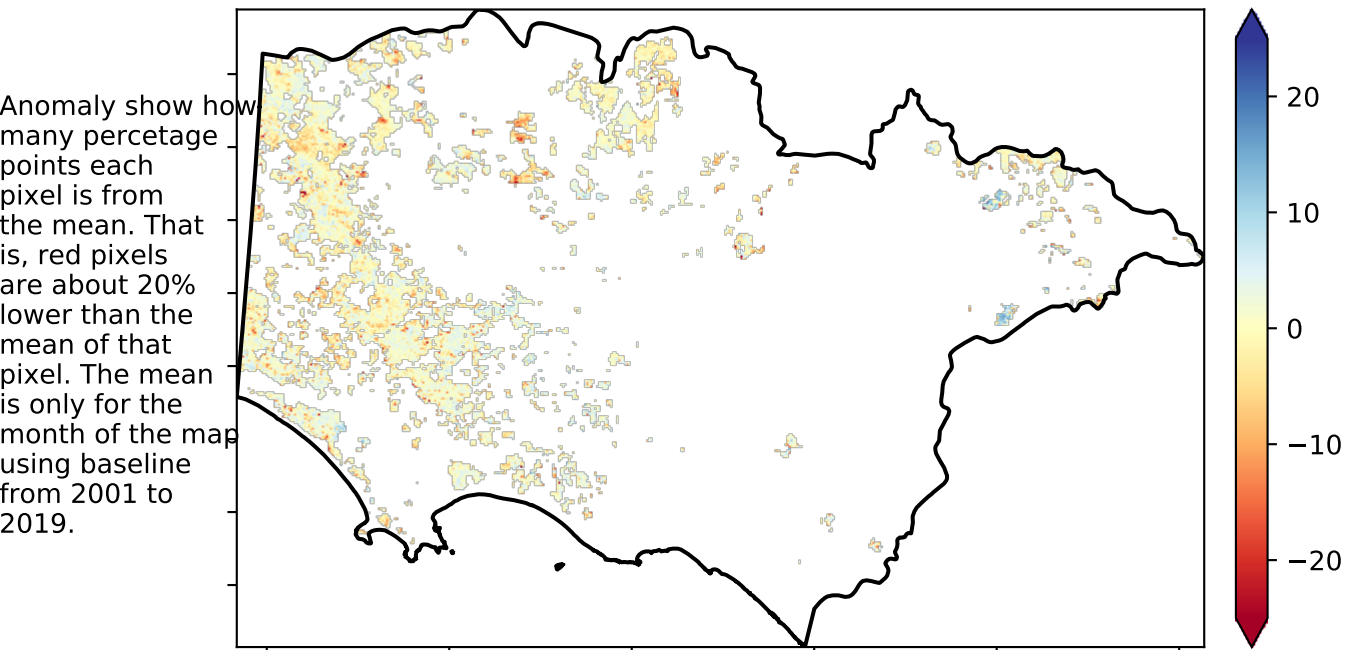 Anomaly show how
many percetage
points each
pixel is from
the mean. That
is, red pixels
are about 20%
lower than the
mean of that
pixel. The mean
is only for the
month of the map
using baseline
from 2001 to
2019.
20
10
0
−10
−20